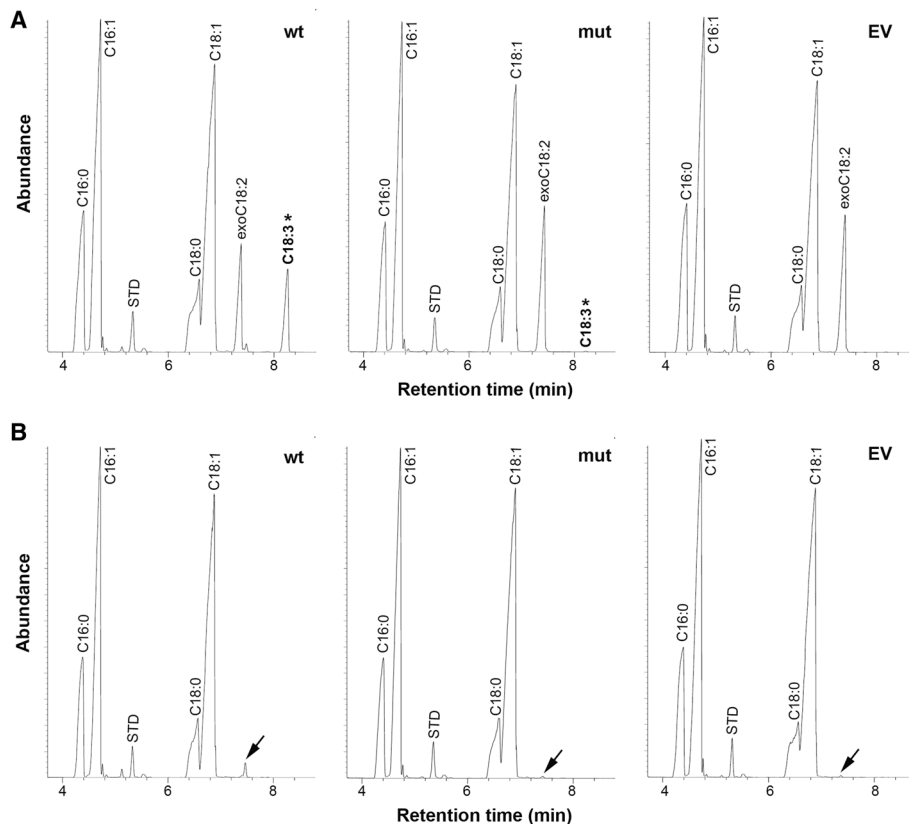 A
wt
mut
EV
Abundance
C16:0
C16:1
STD
C18:0
C18:1
exoC18:2
C18:3*
C16:0
C16:1
STD
C18:0
C18:1
exoC18:2
C18:3*
C16:0
C16:1
STD
C18:0
C18:1
exoC18:2
4 6 8
4 6 8
4 6 8
Retention time (min)
B
wt
mut
EV
Abundance
C16:0
C16:1
STD
C18:0
C18:1
C16:0
C16:1
STD
C18:0
C18:1
C16:0
C16:1
STD
C18:0
C18:1
4 6 8
4 6 8
4 6 8
Retention time (min)